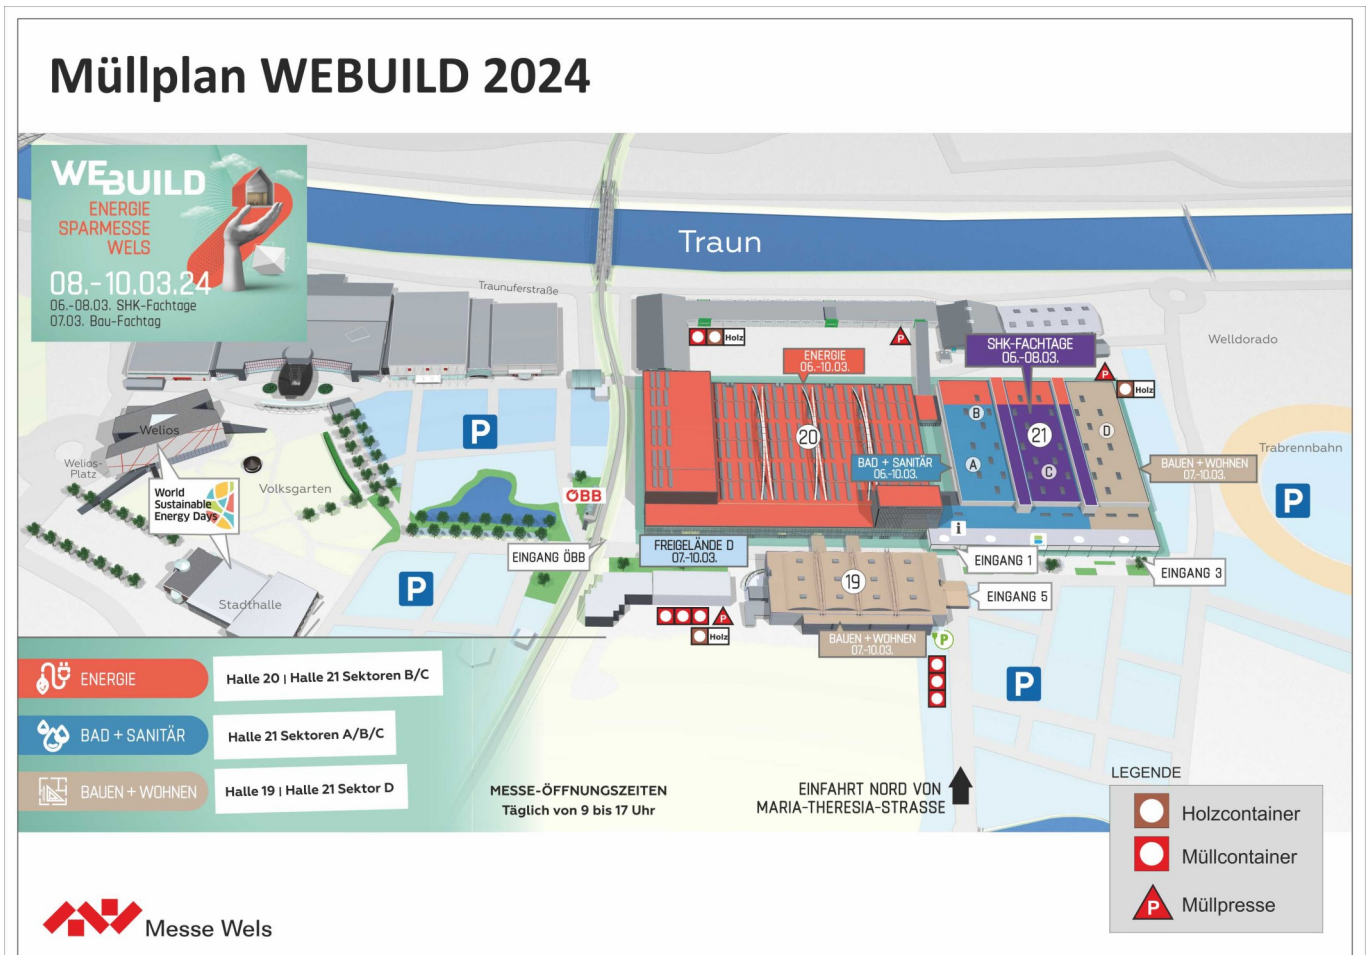 Müllplan WEBUILD 2024
WEBUILD
ENERGIE
SPARMESSE
WELS
08.-10.03.24
06.-08.03. SHK-Fachtage
07.03. Bau-Fachtag
Traun
Traunuferstraße
Welldorado
Holz
P
SHK-FACHTAGE
06.-08.03.
ENERGIE
06.-10.03.
P
Holz
B
20
21
D
P
BAD + SANITÄR
06.-10.03.
A
C
BAUEN + WOHNEN
07.-10.03.
Trabrennbahn
P
Welios
Welios-
Platz
Volksgarten
World
Sustainable
Energy Days
ÖBB
i
EINGANG ÖBB
FREIGELÄNDE D
07.-10.03.
EINGANG 1
EINGANG 3
19
EINGANG 5
P
Stadthalle
P
Holz
BAUEN + WOHNEN
07.-10.03.
P
P
ENERGIE
Halle 20 | Halle 21 Sektoren B/C
BAD + SANITÄR
Halle 21 Sektoren A/B/C
BAUEN + WOHNEN
Halle 19 | Halle 21 Sektor D
MESSE-ÖFFNUNGSZEITEN
Täglich von 9 bis 17 Uhr
EINFAHRT NORD VON
MARIA-THERESIA-STRASSE
LEGENDE
Holzcontainer
Müllcontainer
P Müllpresse
Messe Wels